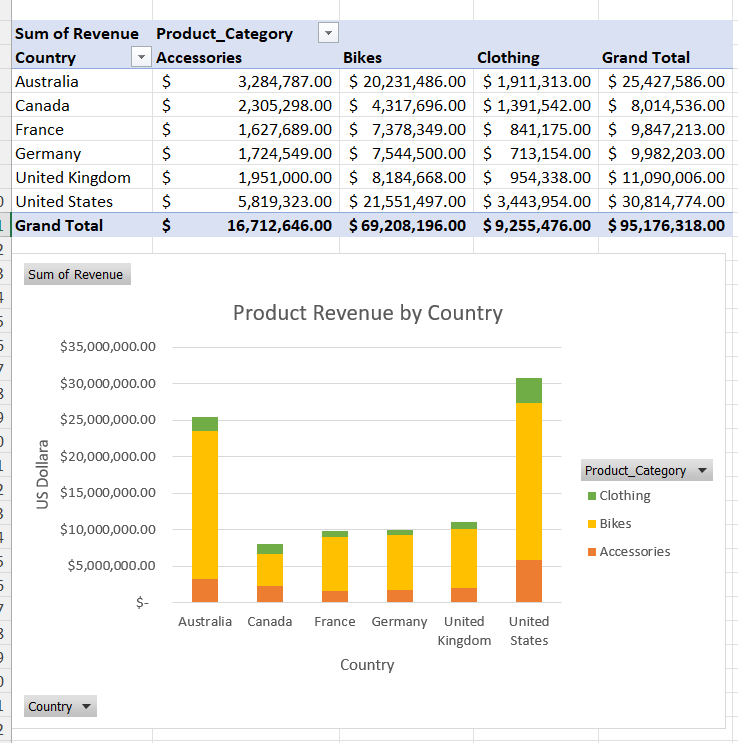 Sum of Revenue Product_Category
Country Accessories Bikes Clothing Grand Total
Australia $ 3,284,787.00 $ 20,231,486.00 $ 1,911,313.00 $ 25,427,586.00
Canada $ 2,305,298.00 $ 4,317,696.00 $ 1,391,542.00 $ 8,014,536.00
France $ 1,627,689.00 $ 7,378,349.00 $ 841,175.00 $ 9,847,213.00
Germany $ 1,724,549.00 $ 7,544,500.00 $ 713,154.00 $ 9,982,203.00
United Kingdom $ 1,951,000.00 $ 8,184,668.00 $ 954,338.00 $ 11,090,006.00
United States $ 5,819,323.00 $ 21,551,497.00 $ 3,443,954.00 $ 30,814,774.00
Grand Total $ 16,712,646.00 $ 69,208,196.00 $ 9,255,476.00 $ 95,176,318.00
Sum of Revenue
Product Revenue by Country
$35,000,000.00
$30,000,000.00
$25,000,000.00
$20,000,000.00
$15,000,000.00
$10,000,000.00
$5,000,000.00
$-
US Dollara
Australia Canada France Germany United Kingdom United States
Country
Product_Category
Clothing
Bikes
Accessories
Country